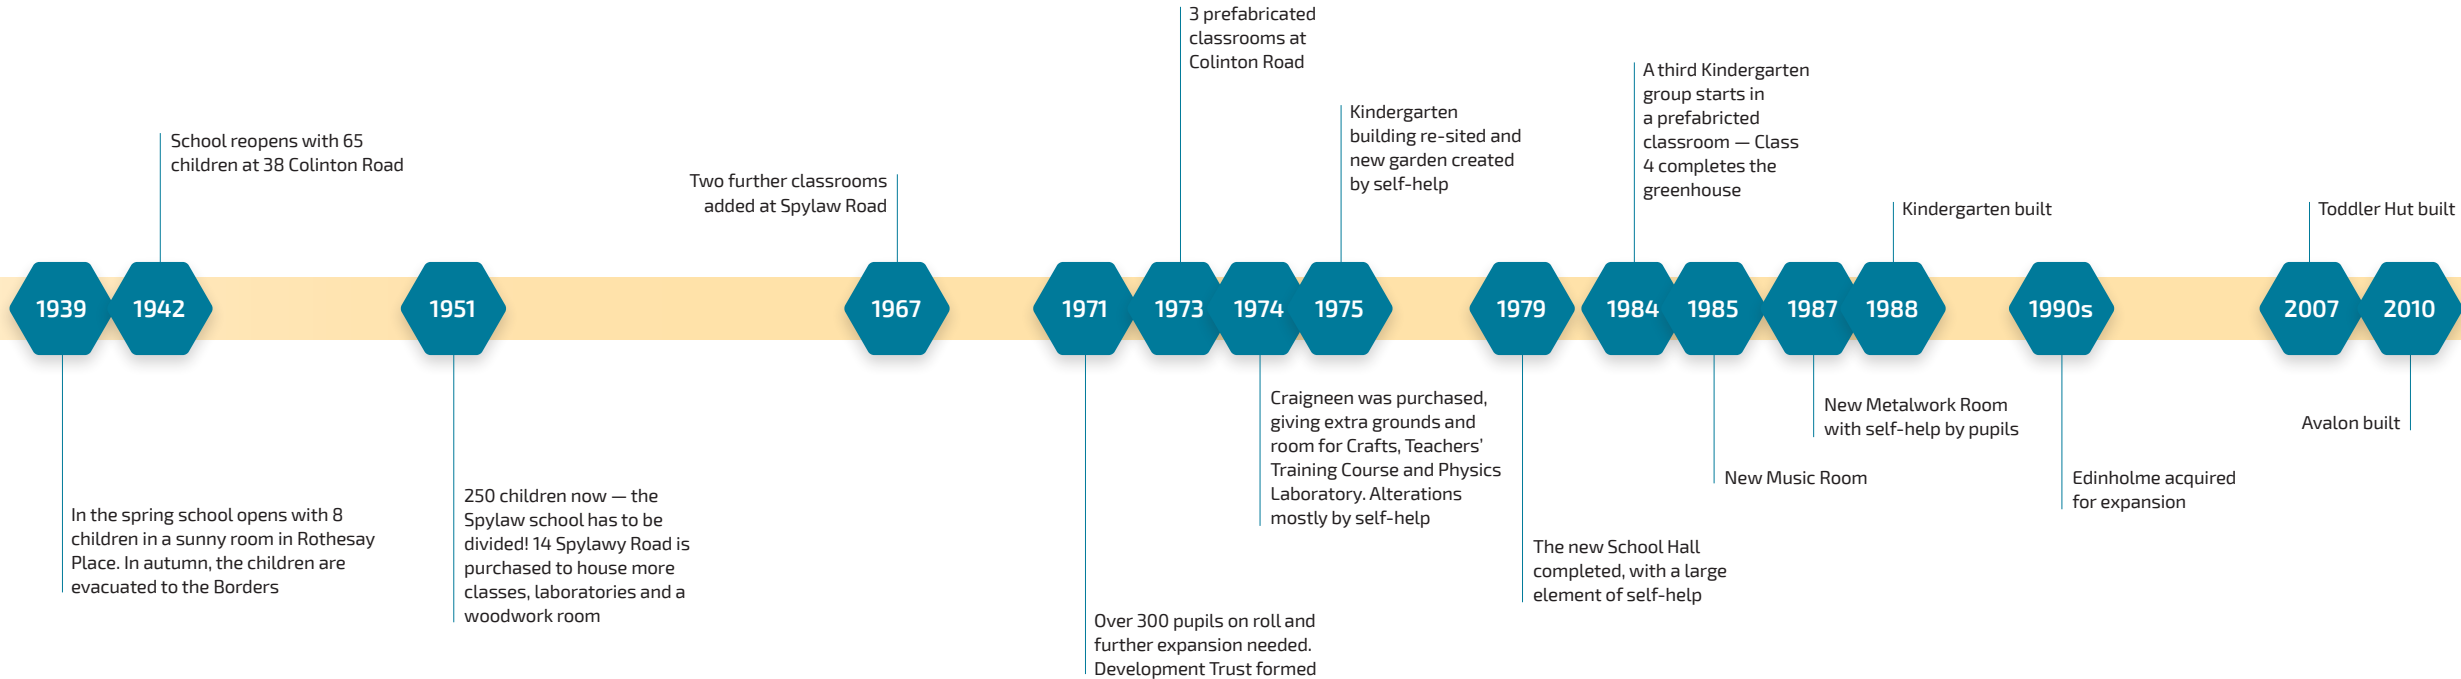 1939
In the spring school opens with 8
children in a sunny room in Rothesay
Place. In autumn, the children are
evacuated to the Borders
1942
School reopens with 65
children at 38 Colinton Road
1951
250 children now — the
Spylaw school has to be
divided! 14 Spylawy Road is
purchased to house more
classes, laboratories and a
woodwork room
1967
Two further classrooms
added at Spylaw Road
1971
Over 300 pupils on roll and
further expansion needed.
Development Trust formed
1973
3 prefabricated
classrooms at
Colinton Road
1974
Craigneen was purchased,
giving extra grounds and
room for Crafts, Teachers’
Training Course and Physics
Laboratory. Alterations
mostly by self-help
1975
Kindergarten
building re-sited and
new garden created
by self-help
1979
The new School Hall
completed, with a large
element of self-help
1984
A third Kindergarten
group starts in
a prefabricted
classroom — Class
4 completes the
greenhouse
1985
New Music Room
1987
New Metalwork Room
with self-help by pupils
1988
Kindergarten built
1990s
Edinholme acquired
for expansion
2007
Toddler Hut built
2010
Avalon built